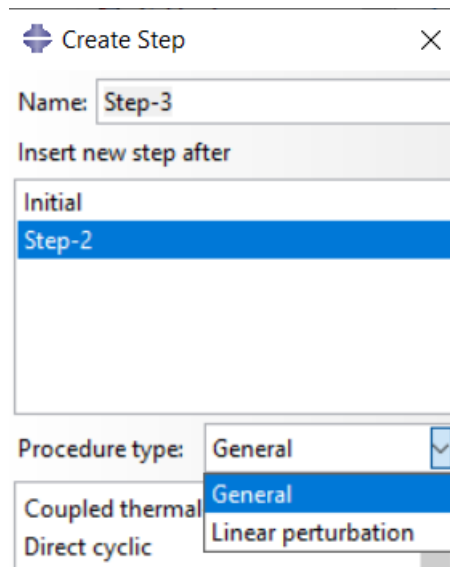 Create Step
Name: Step-3
Insert new step after
Initial
Step-2
Procedure type: General
General
Linear perturbation
Coupled thermal
Direct cyclic